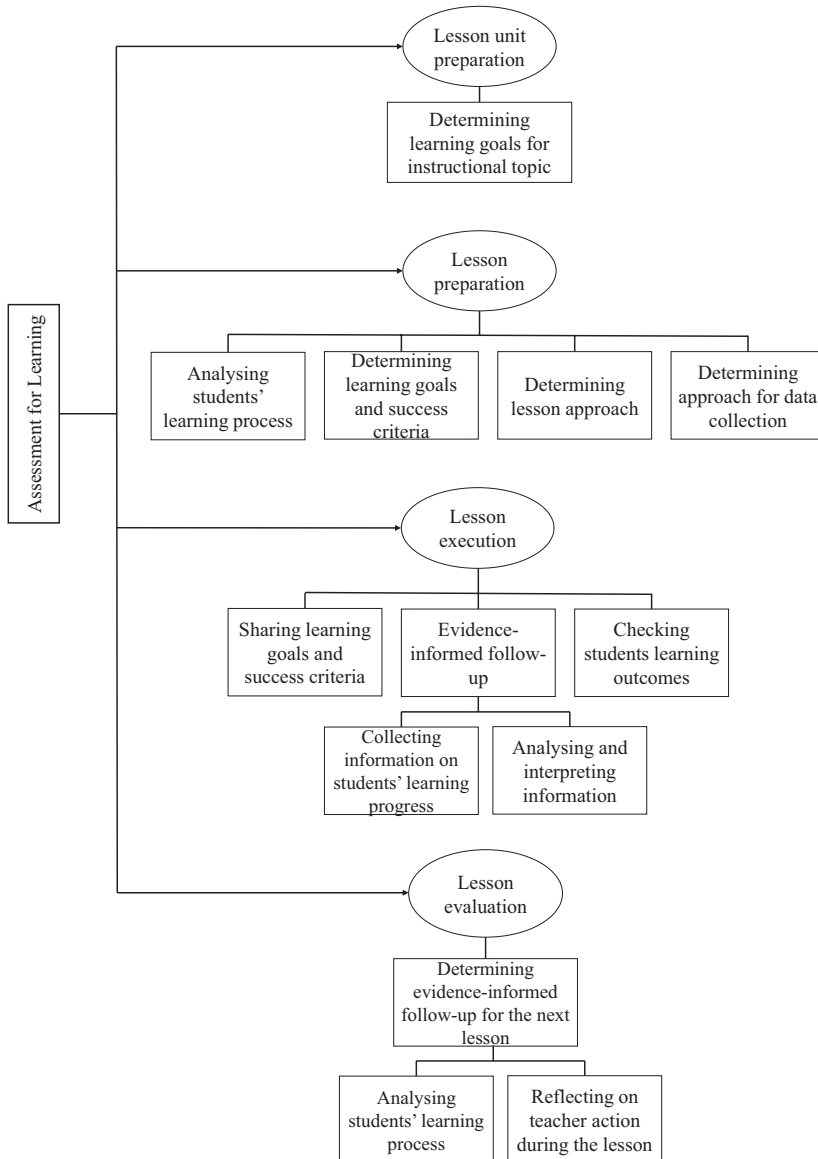 Assessment for Learning
Lesson unit
preparation
Determining
learning goals for
instructional topic
Lesson
preparation
Analysing
students’
learning process
Determining
learning goals
and success
criteria
Determining
lesson approach
Determining
approach for data
collection
Lesson
execution
Sharing learning
goals and
success criteria
Evidence-
informed follow-
up
Checking
students learning
outcomes
Collecting
information on
students’ learning
progress
Analysing and
interpreting
information
Lesson
evaluation
Determining
evidence-informed
follow-up for the next
lesson
Analysing
students’ learning
process
Reflecting on
teacher action
during the lesson